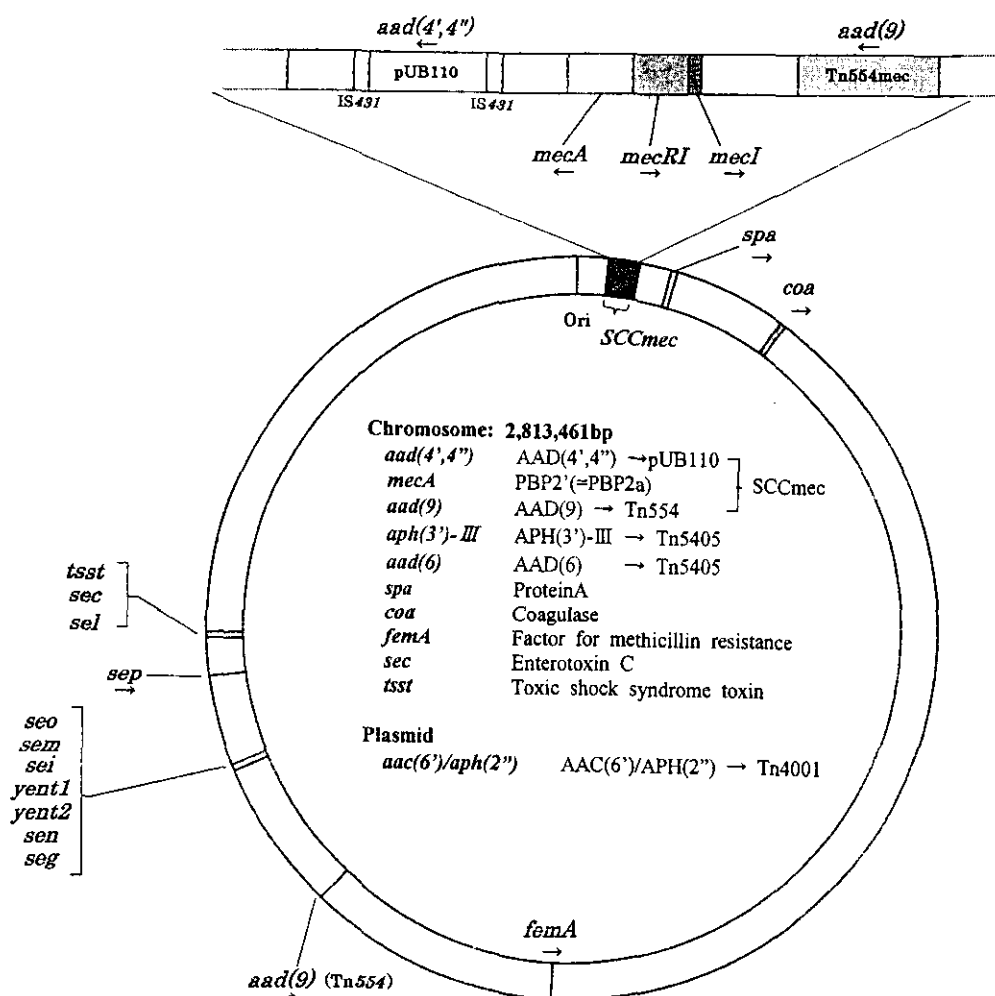 aad(4',4") aad(9)
←
←
pUB110 Tn554mec
IS431 IS431
mecA mecRI mecI
← → →
spa
→
coa
→
Ori
SCCmec
Chromosome: 2,813,461bp
aad(4',4") AAD(4',4") →pUB110
mecA PBP2'(=PBP2a) SCCmec
aad(9) AAD(9) → Tn554
aph(3')-Ⅲ APH(3')-Ⅲ → Tn5405
aad(6) AAD(6) → Tn5405
spa ProteinA
coa Coagulase
femA Factor for methicillin resistance
sec Enterotoxin C
tsst Toxic shock syndrome toxin
Plasmid
aac(6')/aph(2") AAC(6')/APH(2") → Tn4001
tsst
sec
sel
sep
→
seo
sem
sei
yent1
yent2
sen
seg
femA
→
aad(9) (Tn554)
→